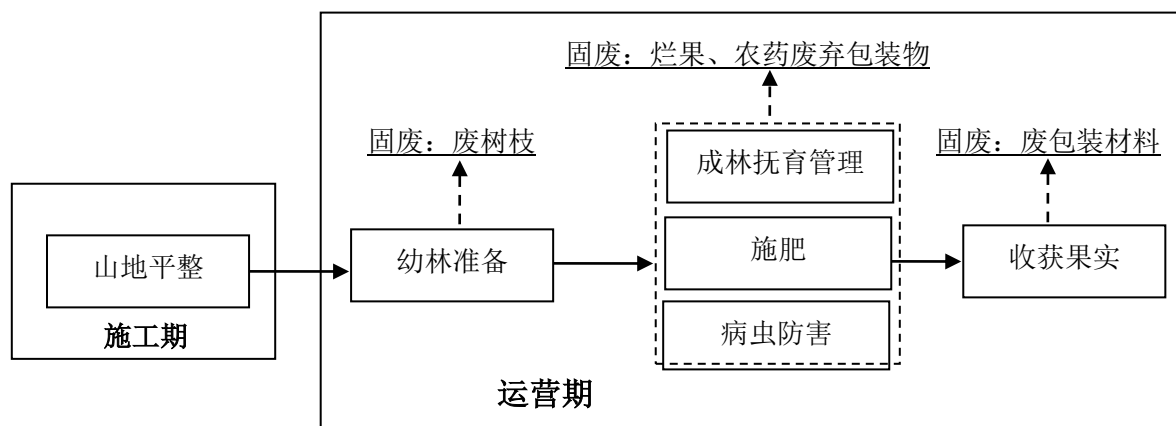 固废：烂果、农药废弃包装物
固废：废树枝
固废：废包装材料
成林抚育管理
山地平整
幼林准备
施肥
收获果实
病虫防害
施工期
运营期